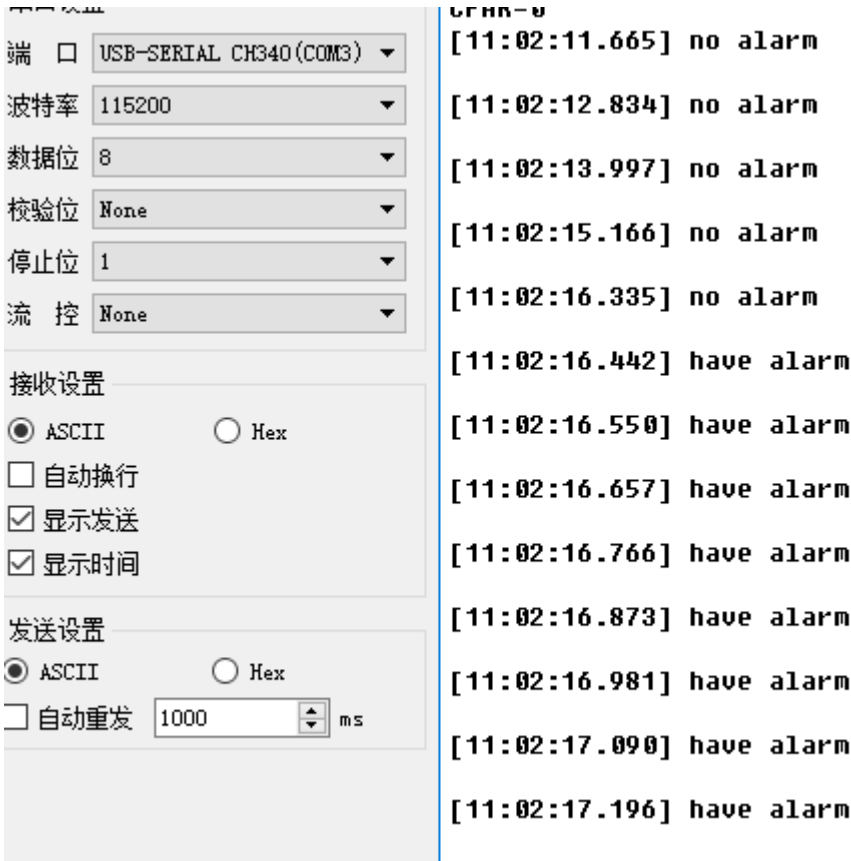 端 口 USB-SERIAL CH340(COM3)
波特率 115200
数据位 8
校验位 None
停止位 1
流 控 None
接收设置
ASCII Hex
自动换行
显示发送
显示时间
发送设置
ASCII Hex
自动重发 1000 ms
[11:02:11.665] no alarm
[11:02:12.834] no alarm
[11:02:13.997] no alarm
[11:02:15.166] no alarm
[11:02:16.335] no alarm
[11:02:16.442] have alarm
[11:02:16.550] have alarm
[11:02:16.657] have alarm
[11:02:16.766] have alarm
[11:02:16.873] have alarm
[11:02:16.981] have alarm
[11:02:17.090] have alarm
[11:02:17.196] have alarm